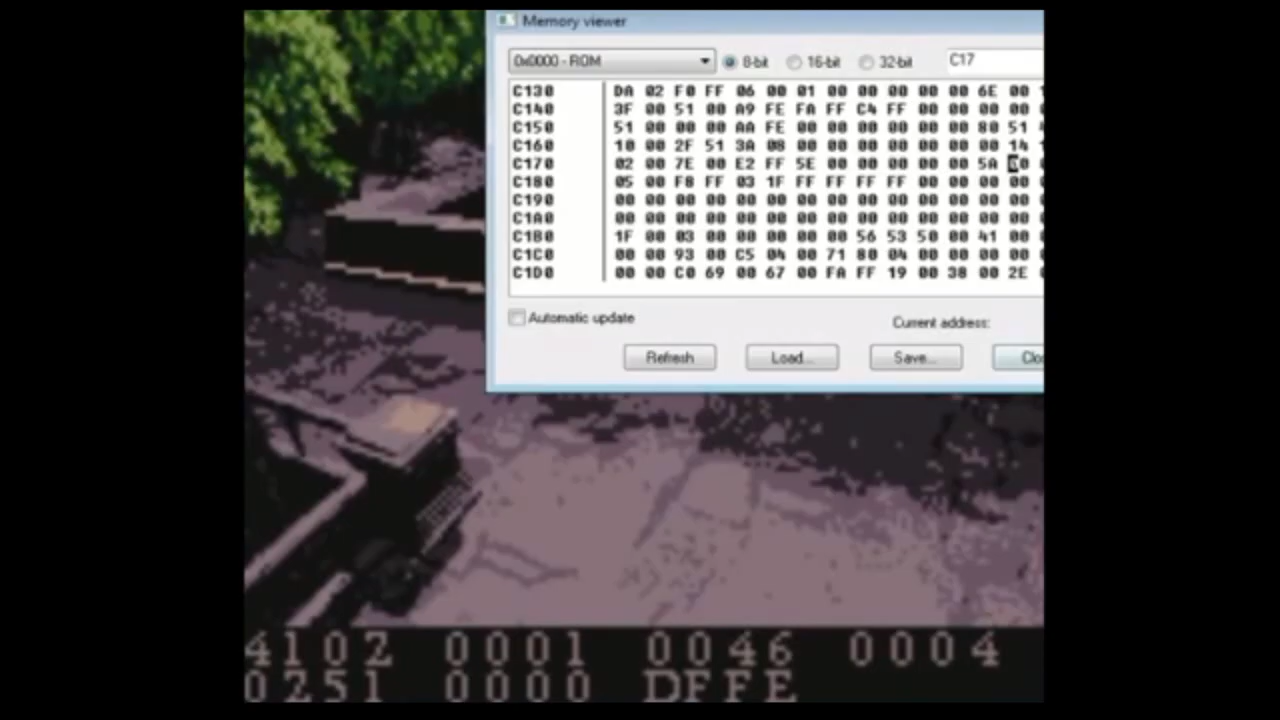 Memory viewer
0x0000 - ROM 8-bit 16-bit 32-bit C17
C130 DA 02 F0 FF 06 00 01 00 00 00 00 00 6E 00
C140 3F 00 51 00 A9 FE FA FF C4 FF 00 00 00 00
C150 51 00 00 00 AA FE 00 00 00 00 00 00 80 51
C160 10 00 2F 51 3A 08 00 00 00 00 00 00 00 14
C170 02 00 7E 00 E2 FF 5E 00 00 00 00 00 5A 00
C180 05 00 F8 FF 03 1F FF FF FF FF 00 00 00 00
C190 00 00 00 00 00 00 00 00 00 00 00 00 00 00
C1A0 00 00 00 00 00 00 00 00 00 00 00 00 00 00
C1B0 1F 00 03 00 00 00 00 00 56 53 50 00 41 00
C1C0 00 00 93 00 C5 04 00 71 80 04 00 00 00 00
C1D0 00 00 C0 69 00 67 00 FA FF 19 00 38 00 2E
Automatic update Current address:
Refresh Load... Save... Clo
4102 0001 0046 0004
0251 0000 DFFE